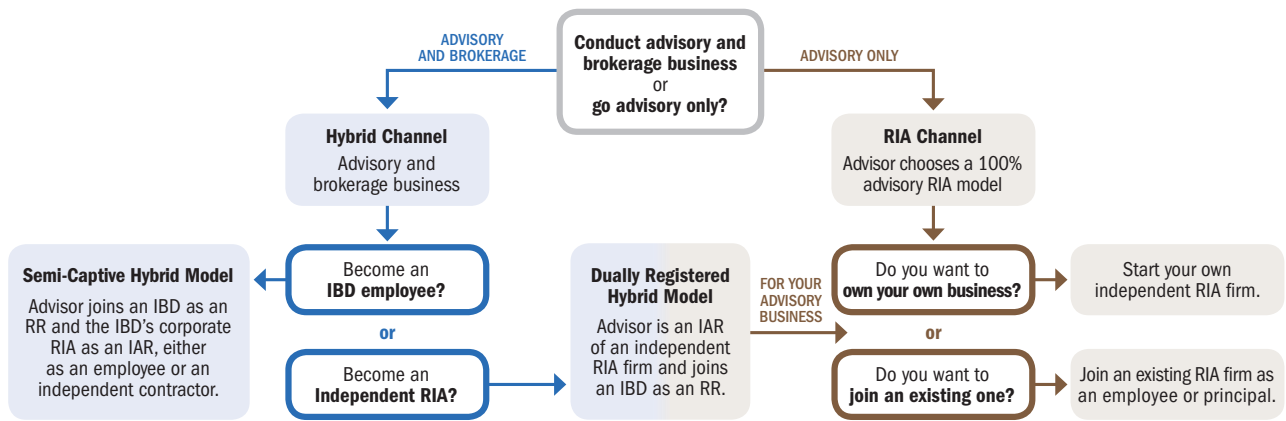 Conduct advisory and
brokerage business
or
go advisory only?
ADVISORY
AND BROKERAGE
ADVISORY ONLY
Hybrid Channel
Advisory and
brokerage business
RIA Channel
Advisor chooses a 100%
advisory RIA model
Semi-Captive Hybrid Model
Advisor joins an IBD as an
RR and the IBD’s corporate
RIA as an IAR, either
as an employee or an
independent contractor.
Become an
IBD employee?
or
Become an
Independent RIA?
Dually Registered
Hybrid Model
Advisor is an IAR
of an independent
RIA firm and joins
an IBD as an RR.
FOR YOUR
ADVISORY
BUSINESS
Do you want to
own your own business?
or
Do you want to
join an existing one?
Start your own
independent RIA firm.
Join an existing RIA firm as
an employee or principal.